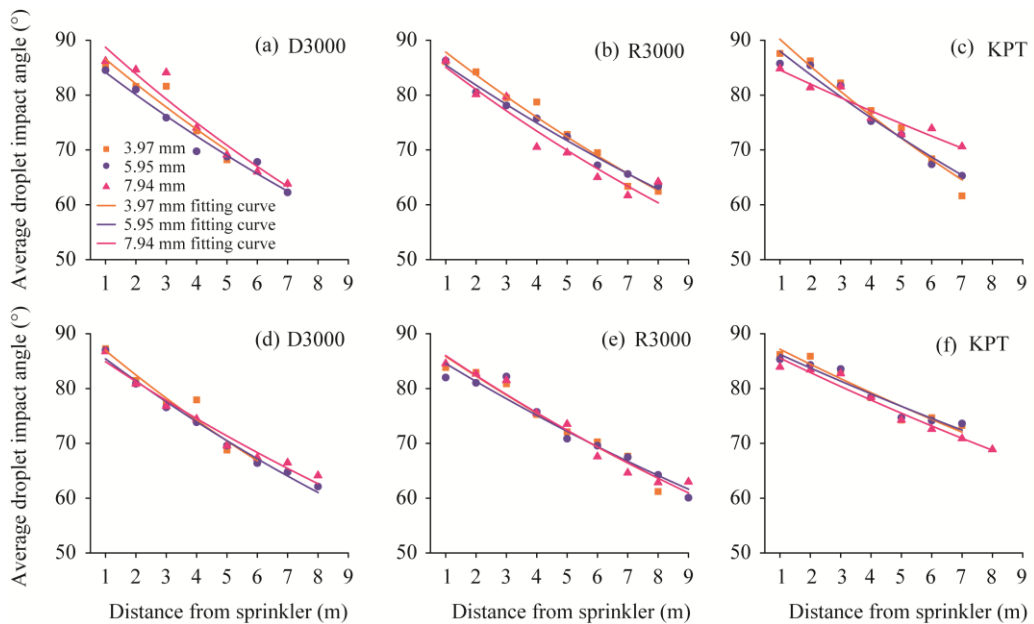 Average droplet impact angle (°)
90
80
70
60
50
(a) D3000
3.97 mm
5.95 mm
7.94 mm
3.97 mm fitting curve
5.95 mm fitting curve
7.94 mm fitting curve
1 2 3 4 5 6 7 8 9
90
80
70
60
50
(b) R3000
1 2 3 4 5 6 7 8 9
90
80
70
60
50
(c) KPT
1 2 3 4 5 6 7 8 9
Average droplet impact angle (°)
90
80
70
60
50
(d) D3000
1 2 3 4 5 6 7 8 9
Distance from sprinkler (m)
90
80
70
60
50
(e) R3000
1 2 3 4 5 6 7 8 9
Distance from sprinkler (m)
90
80
70
60
50
(f) KPT
1 2 3 4 5 6 7 8 9
Distance from sprinkler (m)